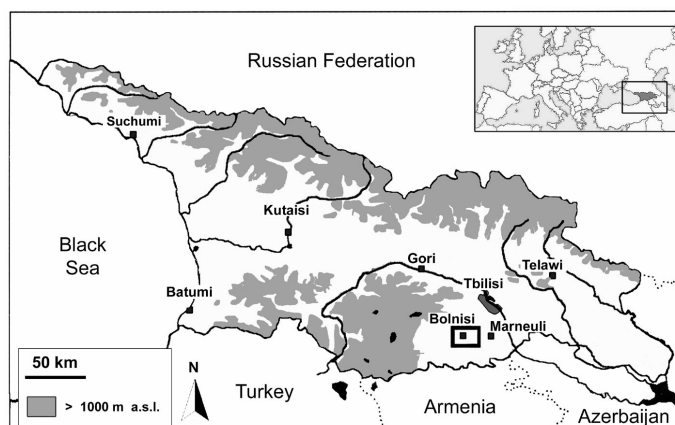 Russian Federation
Suchumi
Kutaisi
Black
Sea
Gori
Telawi
Tbilisi
Batumi
Bolnisi
Marneuli
50 km
N
> 1000 m a.s.l.
Turkey
Armenia
Azerbaijan